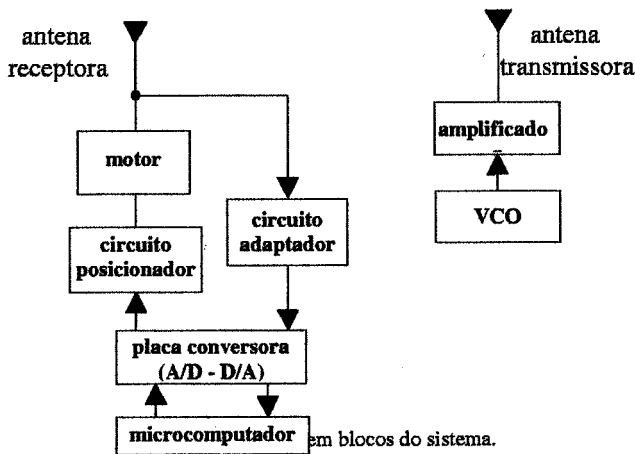 antena
receptora
antena
transmissora
motor
amplificado
circuito
posicionador
circuito
adaptador
VCO
placa conversora
(A/D - D/A)
microcomputador
em blocos do sistema.